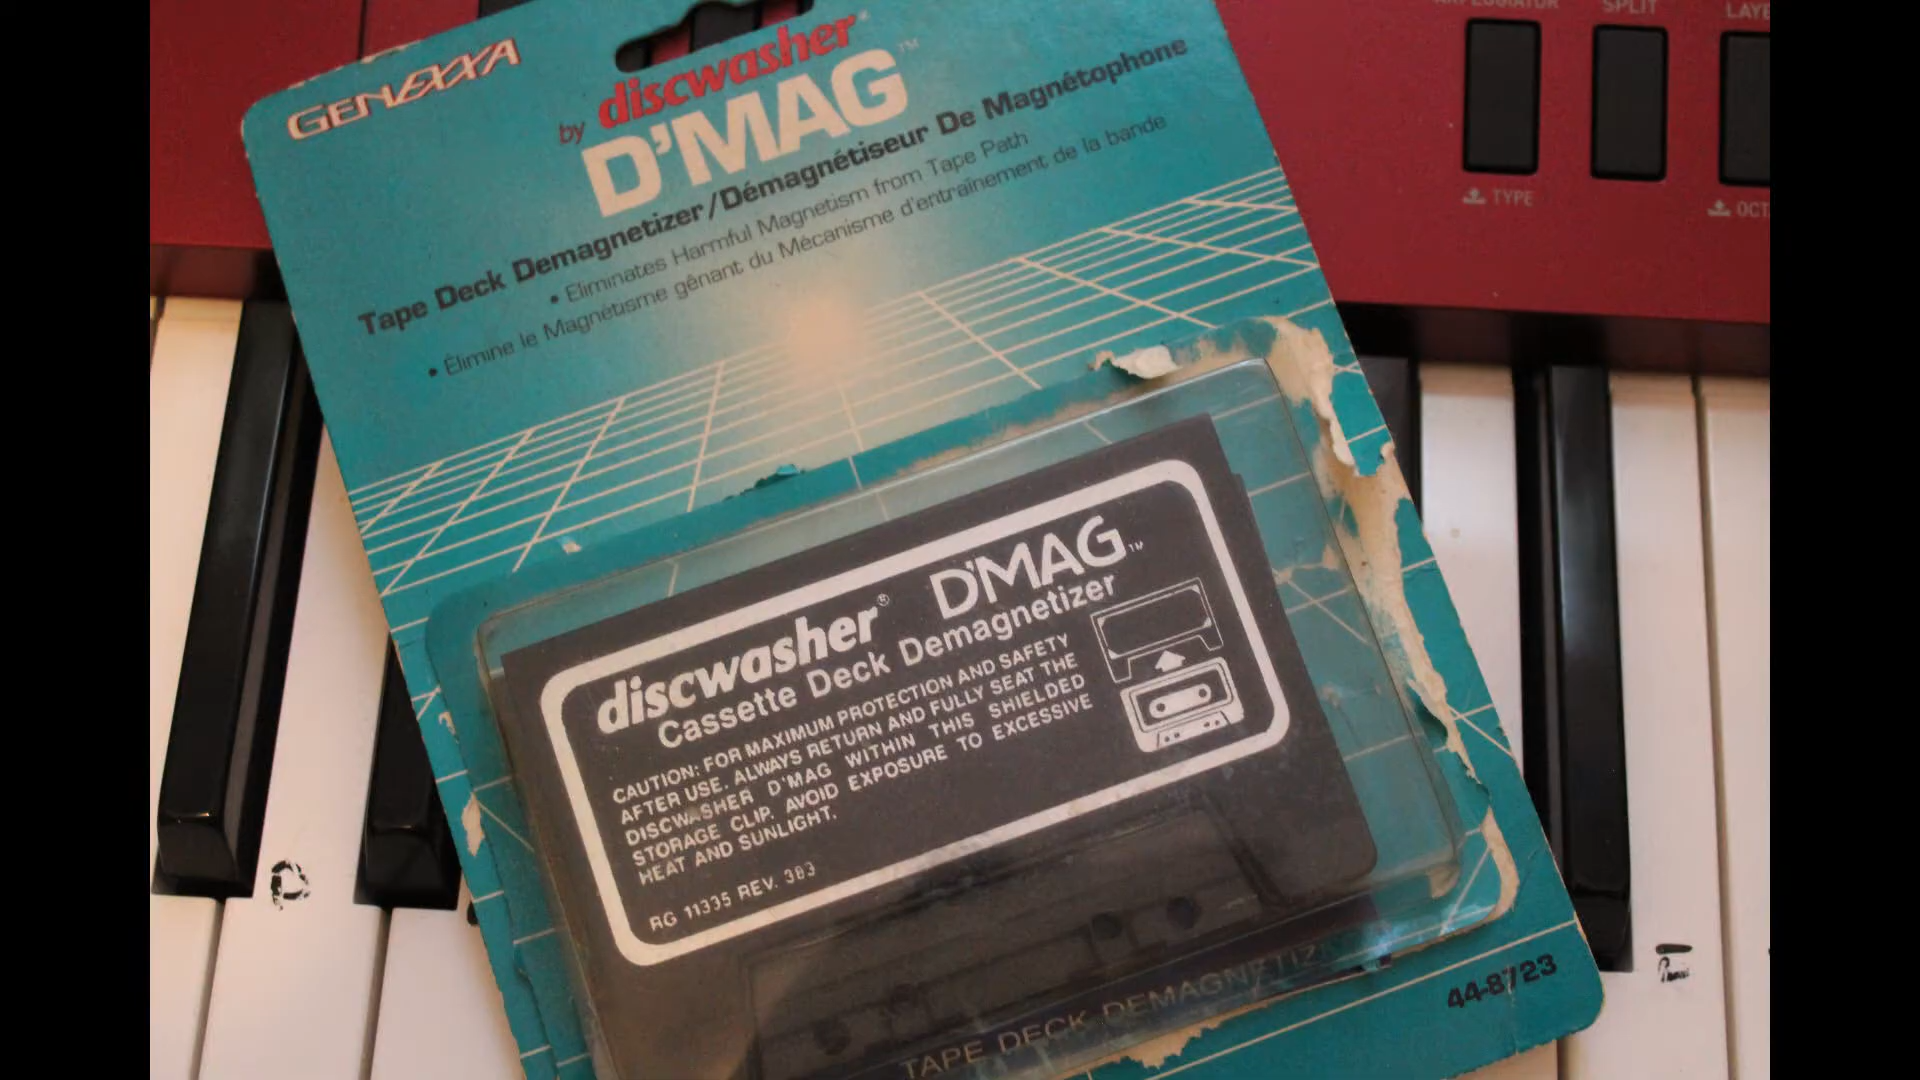 ARPEGGIATOR
SPLIT
TYPE
GENEXXA
by discwasher®
D'MAG™
Tape Deck Demagnetizer/Démagnétiseur De Magnétophone
• Eliminates Harmful Magnetism from Tape Path
• Élimine le Magnétisme gênant du Mécanisme d'entraînement de la bande
discwasher® D'MAG™
Cassette Deck Demagnetizer
CAUTION: FOR MAXIMUM PROTECTION AND SAFETY
AFTER USE. ALWAYS RETURN AND FULLY SEAT THE
DISCWASHER D'MAG WITHIN THIS SHIELDED
STORAGE CLIP. AVOID EXPOSURE TO EXCESSIVE
HEAT AND SUNLIGHT.
RG 11335 REV. 383
TAPE DECK DEMAGNETIZ
44-8723